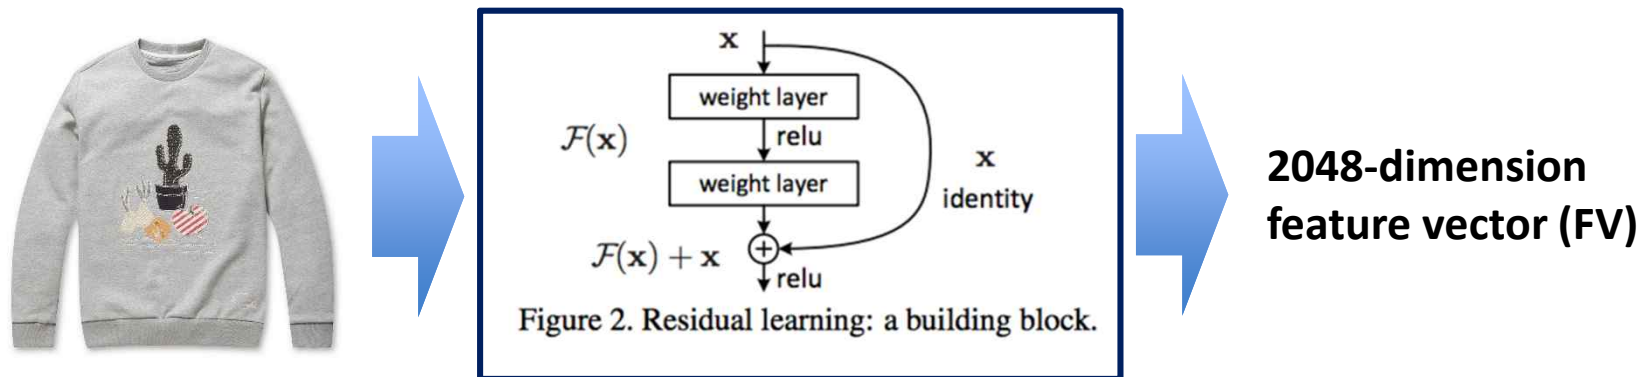 x
weight layer
F(x)
relu
weight layer
x
identity
F(x) + x
relu
Figure 2. Residual learning: a building block.
2048-dimension
feature vector (FV)